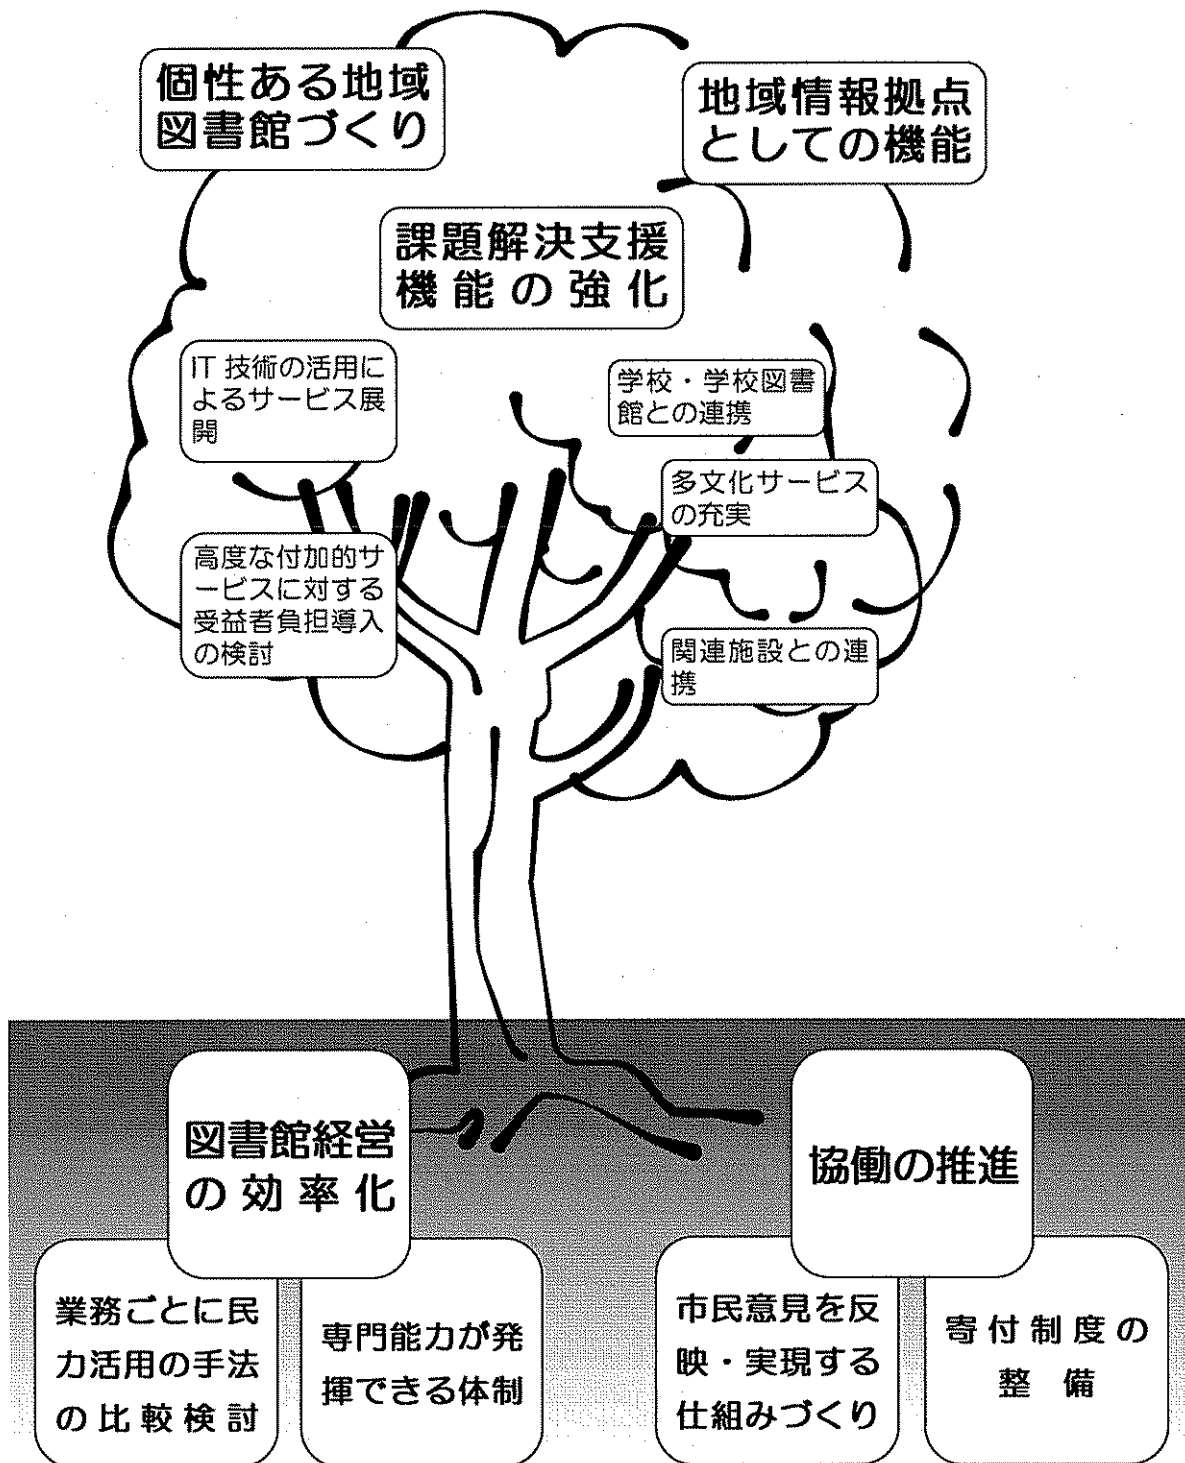 個性ある地域
図書館づくり
地域情報拠点
としての機能
課題解決支援
機能の強化
IT 技術の活用に
よるサービス展
開
学校・学校図書
館との連携
多文化サービス
の充実
高度な付加的サ
ービスに対する
受益者負担導入
の検討
関連施設との連
携
図書館経営
の効率化
協働の推進
業務ごとに民
力活用の手法
の比較検討
専門能力が発
揮できる体制
市民意見を反
映・実現する
仕組みづくり
寄付制度の
整備